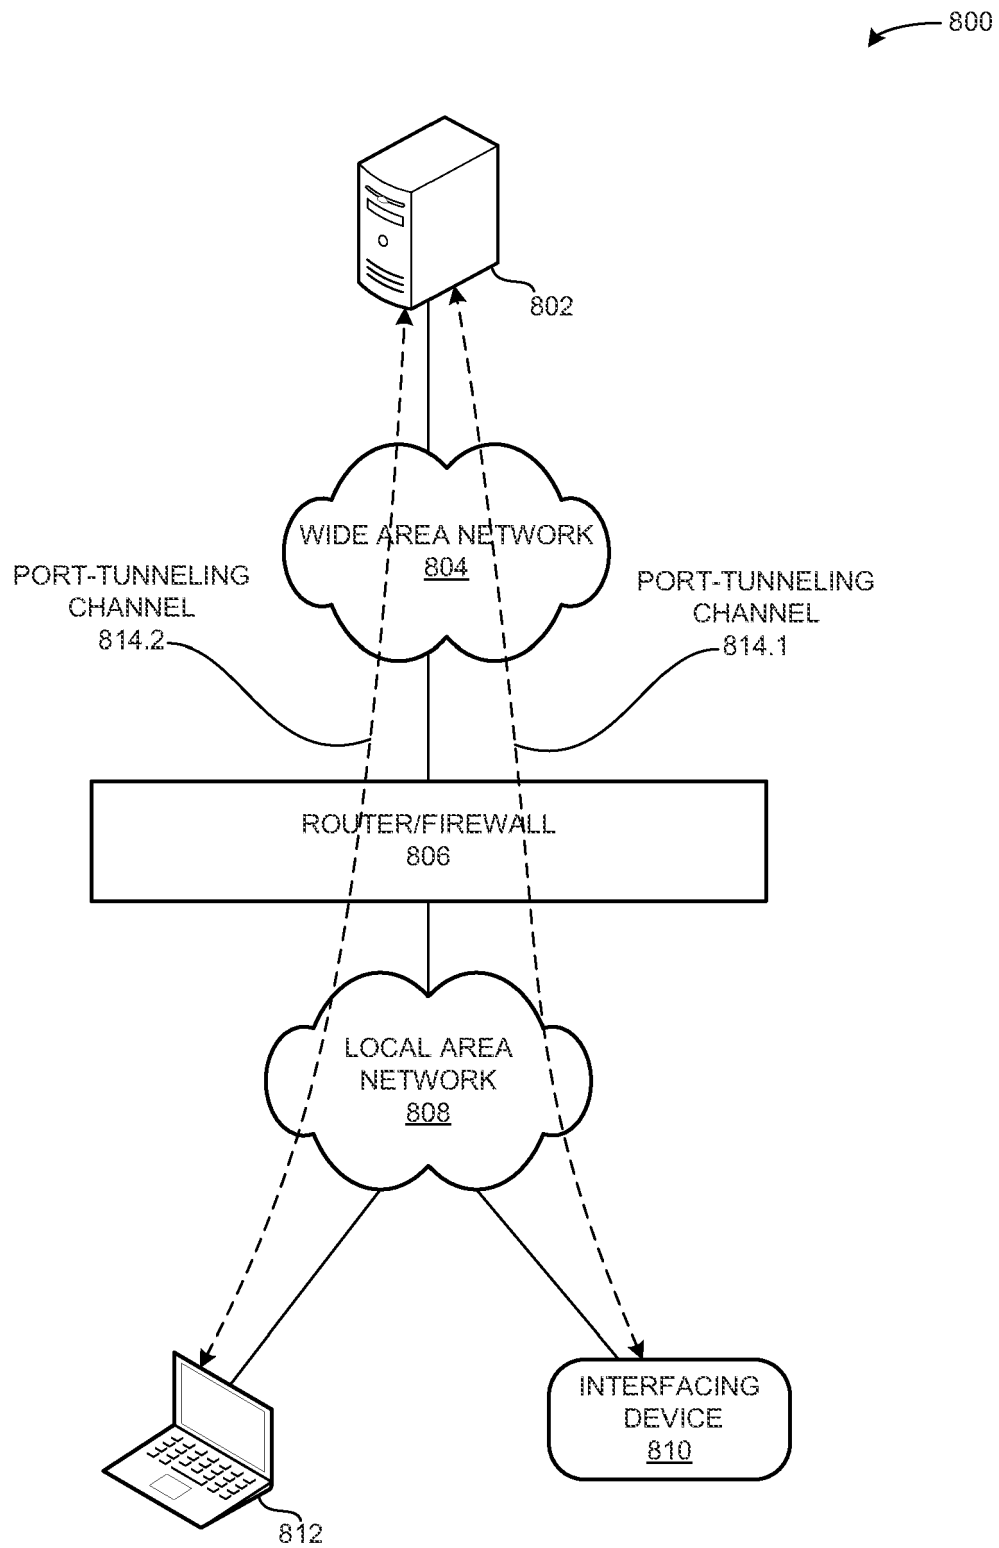 800
802
WIDE AREA NETWORK
804
PORT-TUNNELING
CHANNEL
814.2
PORT-TUNNELING
CHANNEL
814.1
ROUTER/FIREWALL
806
LOCAL AREA
NETWORK
808
INTERFACING
DEVICE
810
812